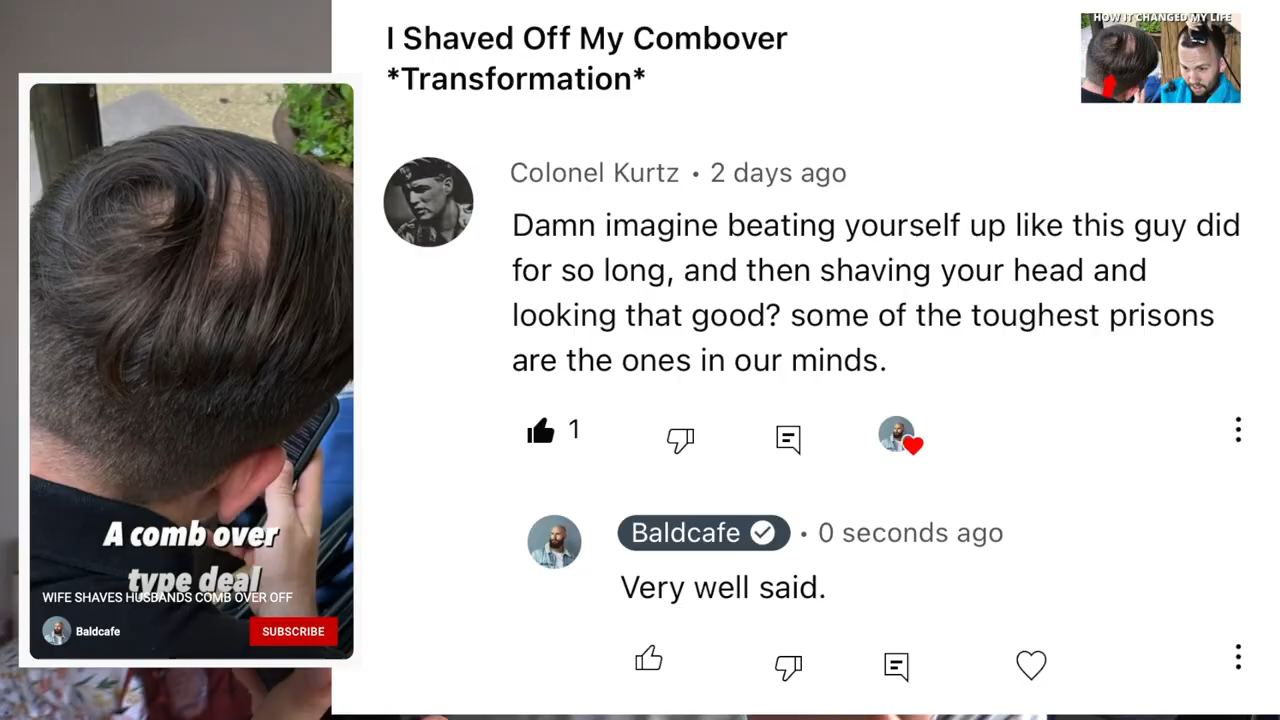 I Shaved Off My Combover
*Transformation*
HOW IT CHANGED MY LIFE
Colonel Kurtz • 2 days ago
Damn imagine beating yourself up like this guy did
for so long, and then shaving your head and
looking that good? some of the toughest prisons
are the ones in our minds.
1
Baldcafe • 0 seconds ago
Very well said.
A comb over
type deal
WIFE SHAVES HUSBANDS COMB OVER OFF
Baldcafe
SUBSCRIBE